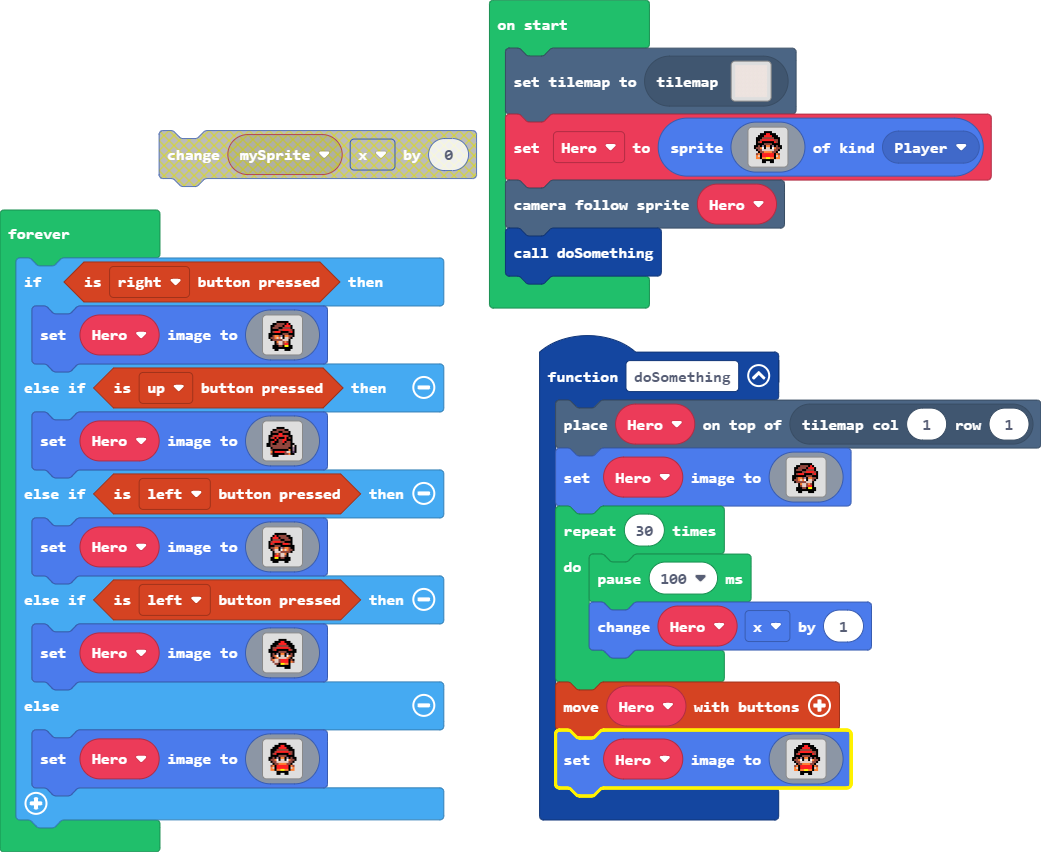 on start
set tilemap to tilemap
set Hero to sprite of kind Player
camera follow sprite Hero
call doSomething
change mySprite x by 0
forever
if is right button pressed then
set Hero image to
else if is up button pressed then
set Hero image to
else if is left button pressed then
set Hero image to
else if is left button pressed then
set Hero image to
else
set Hero image to
function doSomething
place Hero on top of tilemap col 1 row 1
set Hero image to
repeat 30 times
do
pause 100 ms
change Hero x by 1
move Hero with buttons
set Hero image to